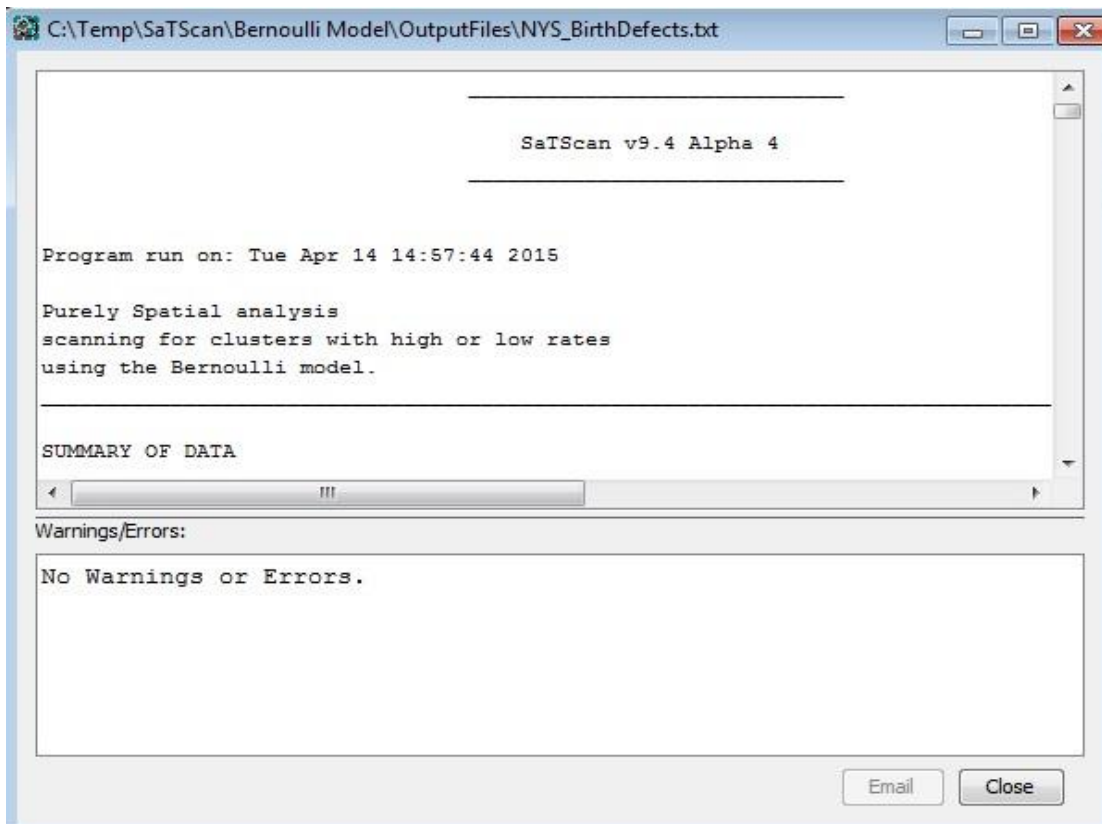 C:\Temp\SaTScan\Bernoulli Model\OutputFiles\NYS_BirthDefects.txt
SaTScan v9.4 Alpha 4
Program run on: Tue Apr 14 14:57:44 2015
Purely Spatial analysis
scanning for clusters with high or low rates
using the Bernoulli model.
SUMMARY OF DATA
Warnings/Errors:
No Warnings or Errors.
Email
Close